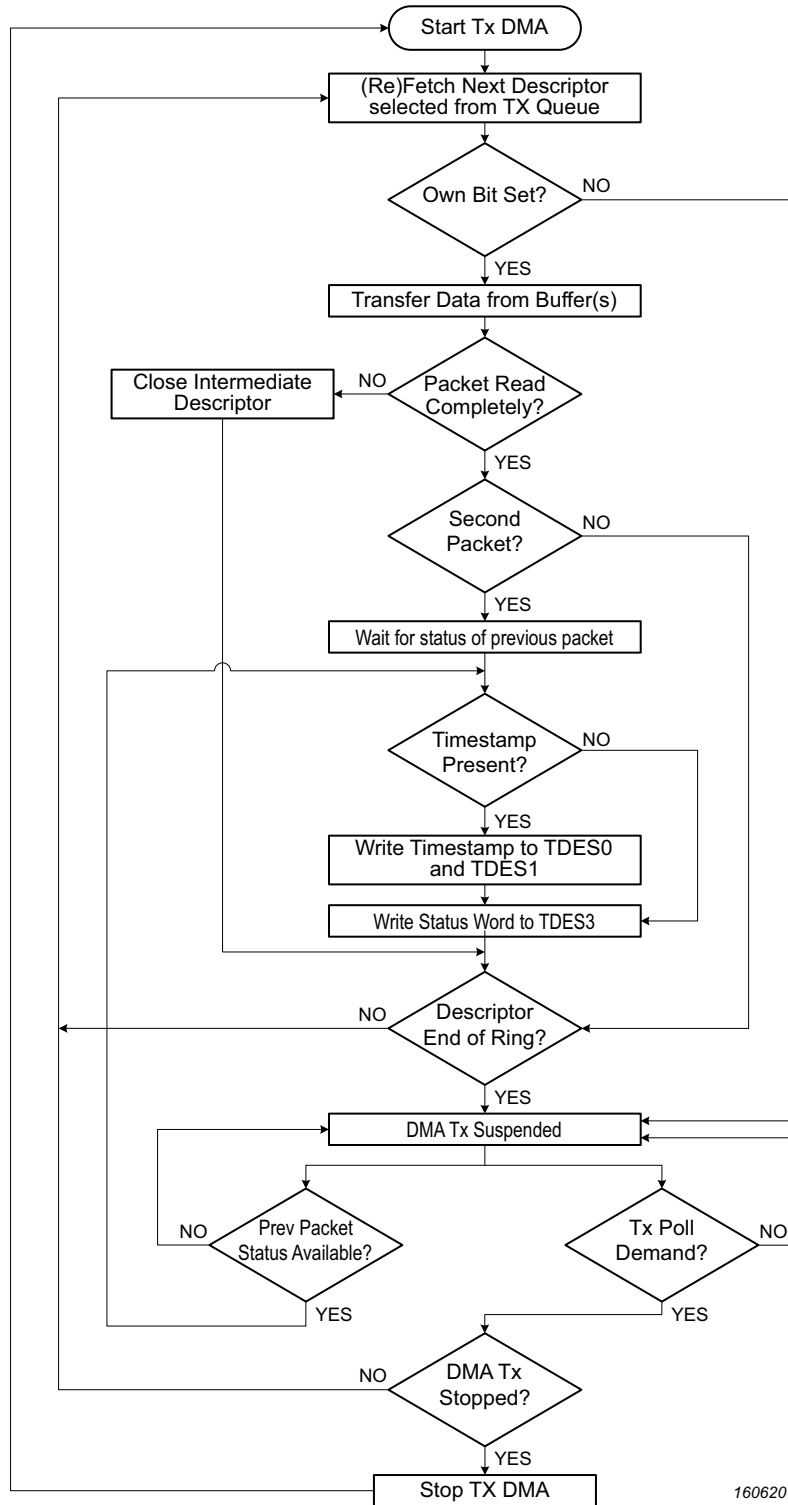 Start Tx DMA
(Re)Fetch Next Descriptor
selected from TX Queue
Own Bit Set?
NO
YES
Transfer Data from Buffer(s)
Close Intermediate
Descriptor
NO
Packet Read
Completely?
YES
Second
Packet?
NO
YES
Wait for status of previous packet
Timestamp
Present?
NO
YES
Write Timestamp to TDES0
and TDES1
Write Status Word to TDES3
NO
Descriptor
End of Ring?
YES
DMA Tx Suspended
NO
Prev Packet
Status Available?
YES
Tx Poll
Demand?
NO
YES
NO
DMA Tx
Stopped?
YES
Stop TX DMA
160620